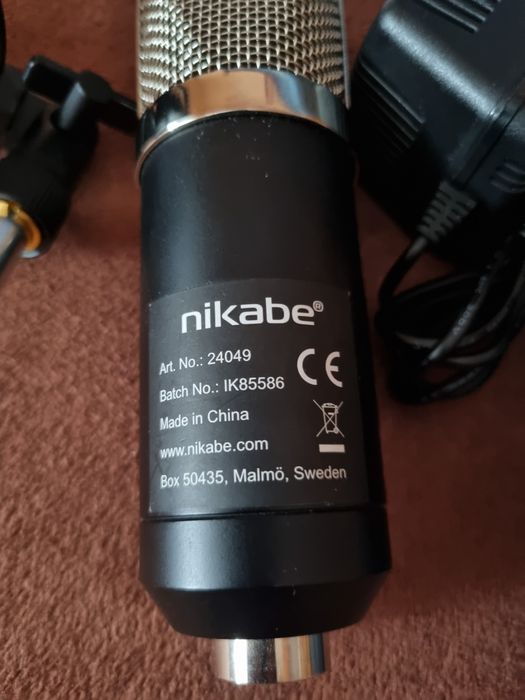 nikabe®
Art. No.: 24049
Batch No.: IK85586
Made in China
www.nikabe.com
Box 50435, Malmö, Sweden
CE